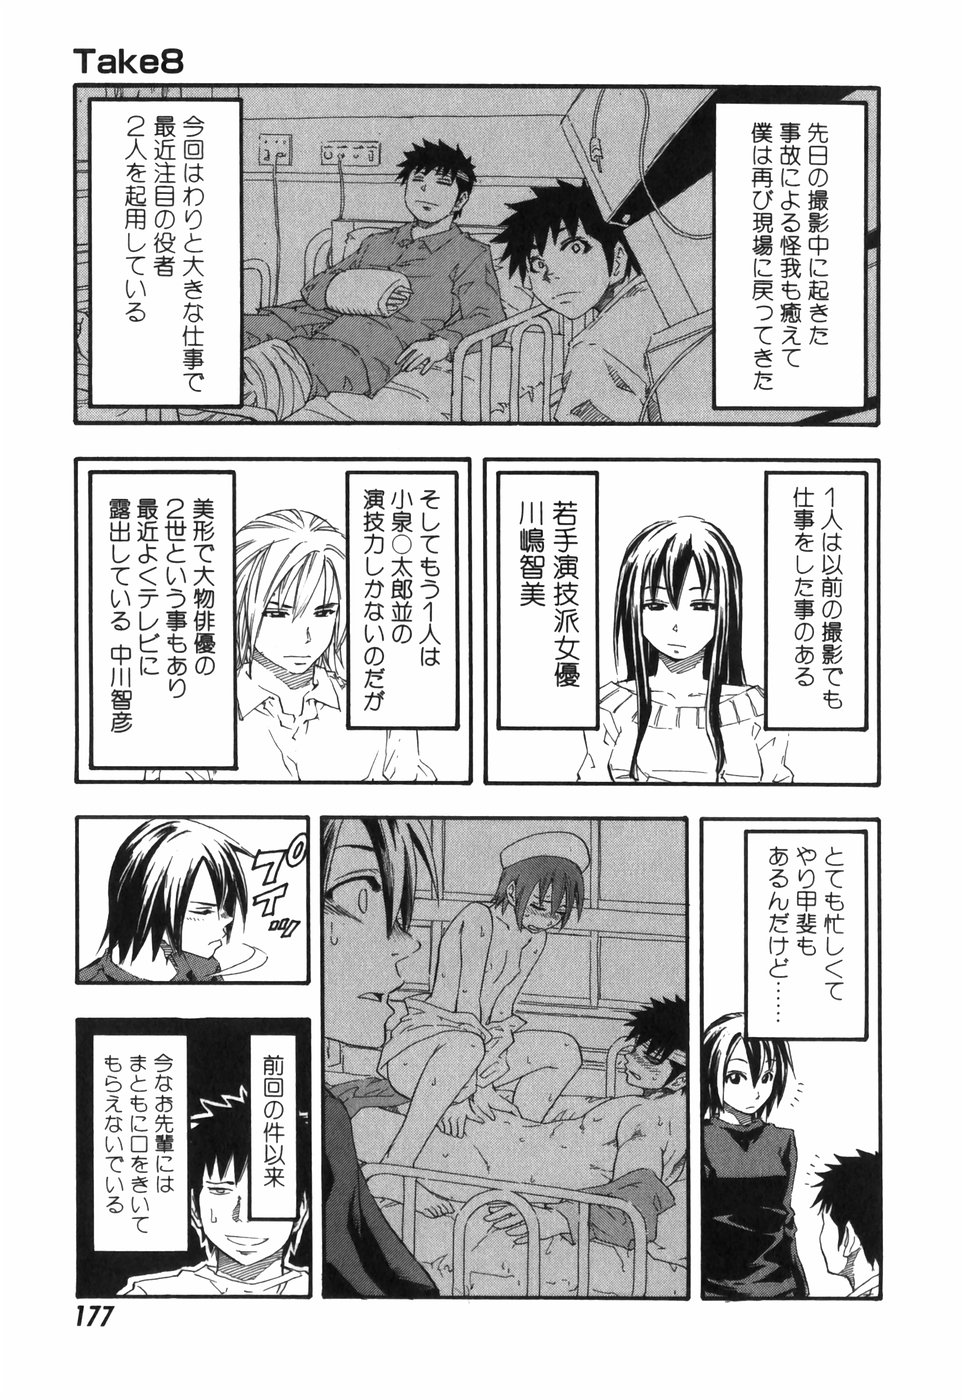 Take8
先日の撮影中に起きた
事故による怪我も癒えて
僕は再び現場に戻ってきた
今回はわりと大きな仕事で
最近注目の役者
2人を起用している
1人は以前の撮影でも
仕事をした事のある
若手演技派女優
川嶋智美
そしてもう1人は
小泉○太郎並の
演技力しかないのだが
美形で大物俳優の
2世という事もあり
最近よくテレビに
露出している 中川智彦
とても忙しくて
やり甲斐も
あるんだけど……
プイッ
前回の件以来
今なお先輩には
まともに口をきいて
もらえないでいる
177